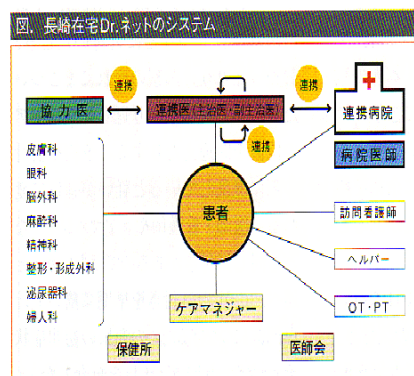 図．長崎在宅Dr.ネットのシステム
連携
連携
協力医
連携医(主治医・副主治医)
連携病院
連携
病院医師
皮膚科
眼科
脳外科
麻酔科
精神科
整形・形成外科
泌尿器科
婦人科
患者
訪問看護師
ヘルパー
OT・PT
ケアマネジャー
保健所
医師会